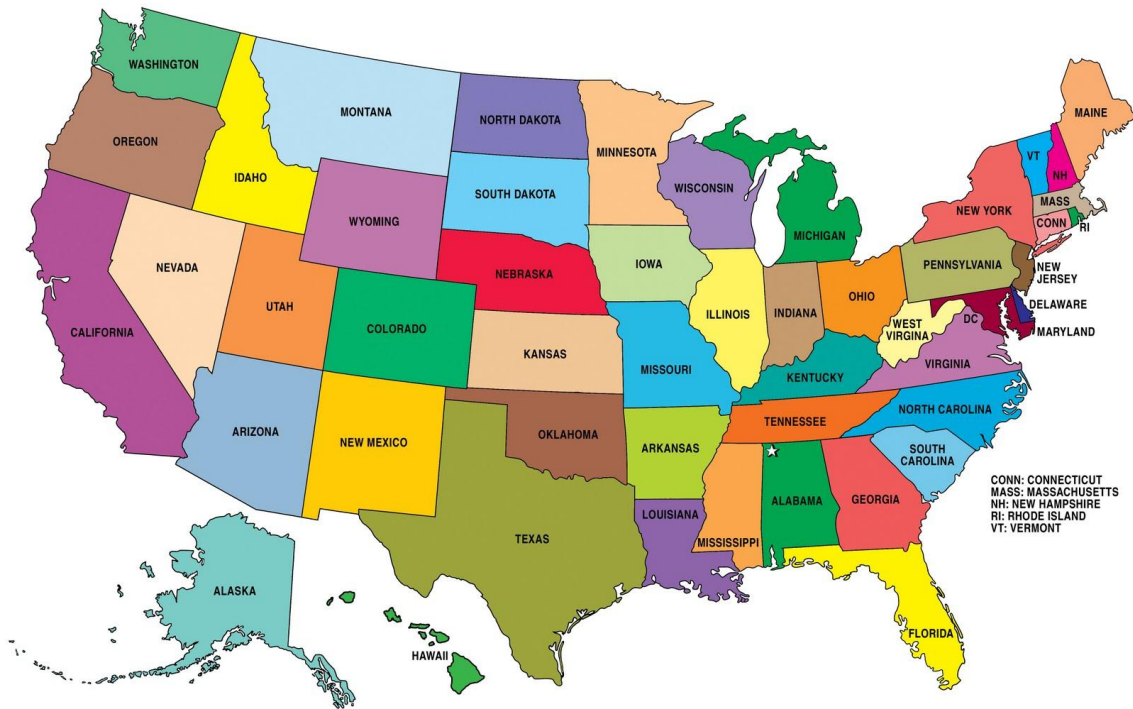 WASHINGTON
OREGON
IDAHO
MONTANA
NORTH DAKOTA
MINNESOTA
SOUTH DAKOTA
WYOMING
NEBRASKA
IOWA
WISCONSIN
MICHIGAN
NEVADA
UTAH
COLORADO
KANSAS
CALIFORNIA
ARIZONA
NEW MEXICO
OKLAHOMA
TEXAS
MISSOURI
ARKANSAS
LOUISIANA
ILLINOIS
INDIANA
OHIO
KENTUCKY
TENNESSEE
MISSISSIPPI
ALABAMA
GEORGIA
FLORIDA
SOUTH
CAROLINA
NORTH CAROLINA
VIRGINIA
WEST
VIRGINA
DC
MARYLAND
DELAWARE
NEW
JERSEY
PENNSYLVANIA
NEW YORK
CONN
RI
MASS
VT
NH
MAINE
ALASKA
HAWAII
CONN: CONNECTICUT
MASS: MASSACHUSETTS
NH: NEW HAMPSHIRE
RI: RHODE ISLAND
VT: VERMONT